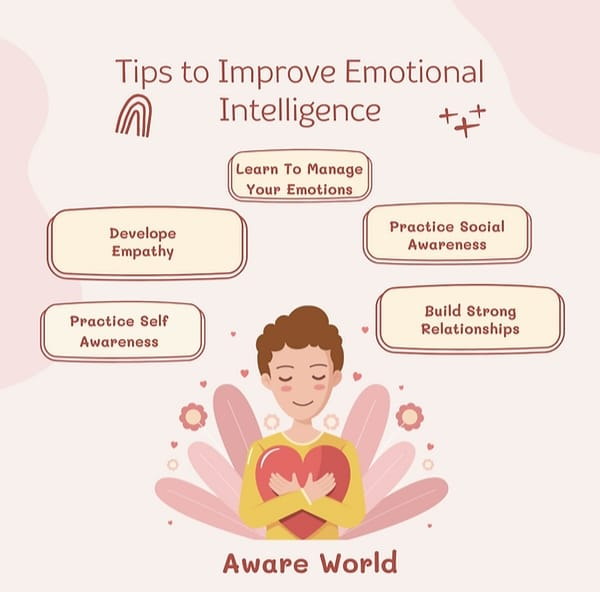 Tips to Improve Emotional
Intelligence
Learn To Manage
Your Emotions
Develope
Empathy
Practice Social
Awareness
Practice Self
Awareness
Build Strong
Relationships
Aware World